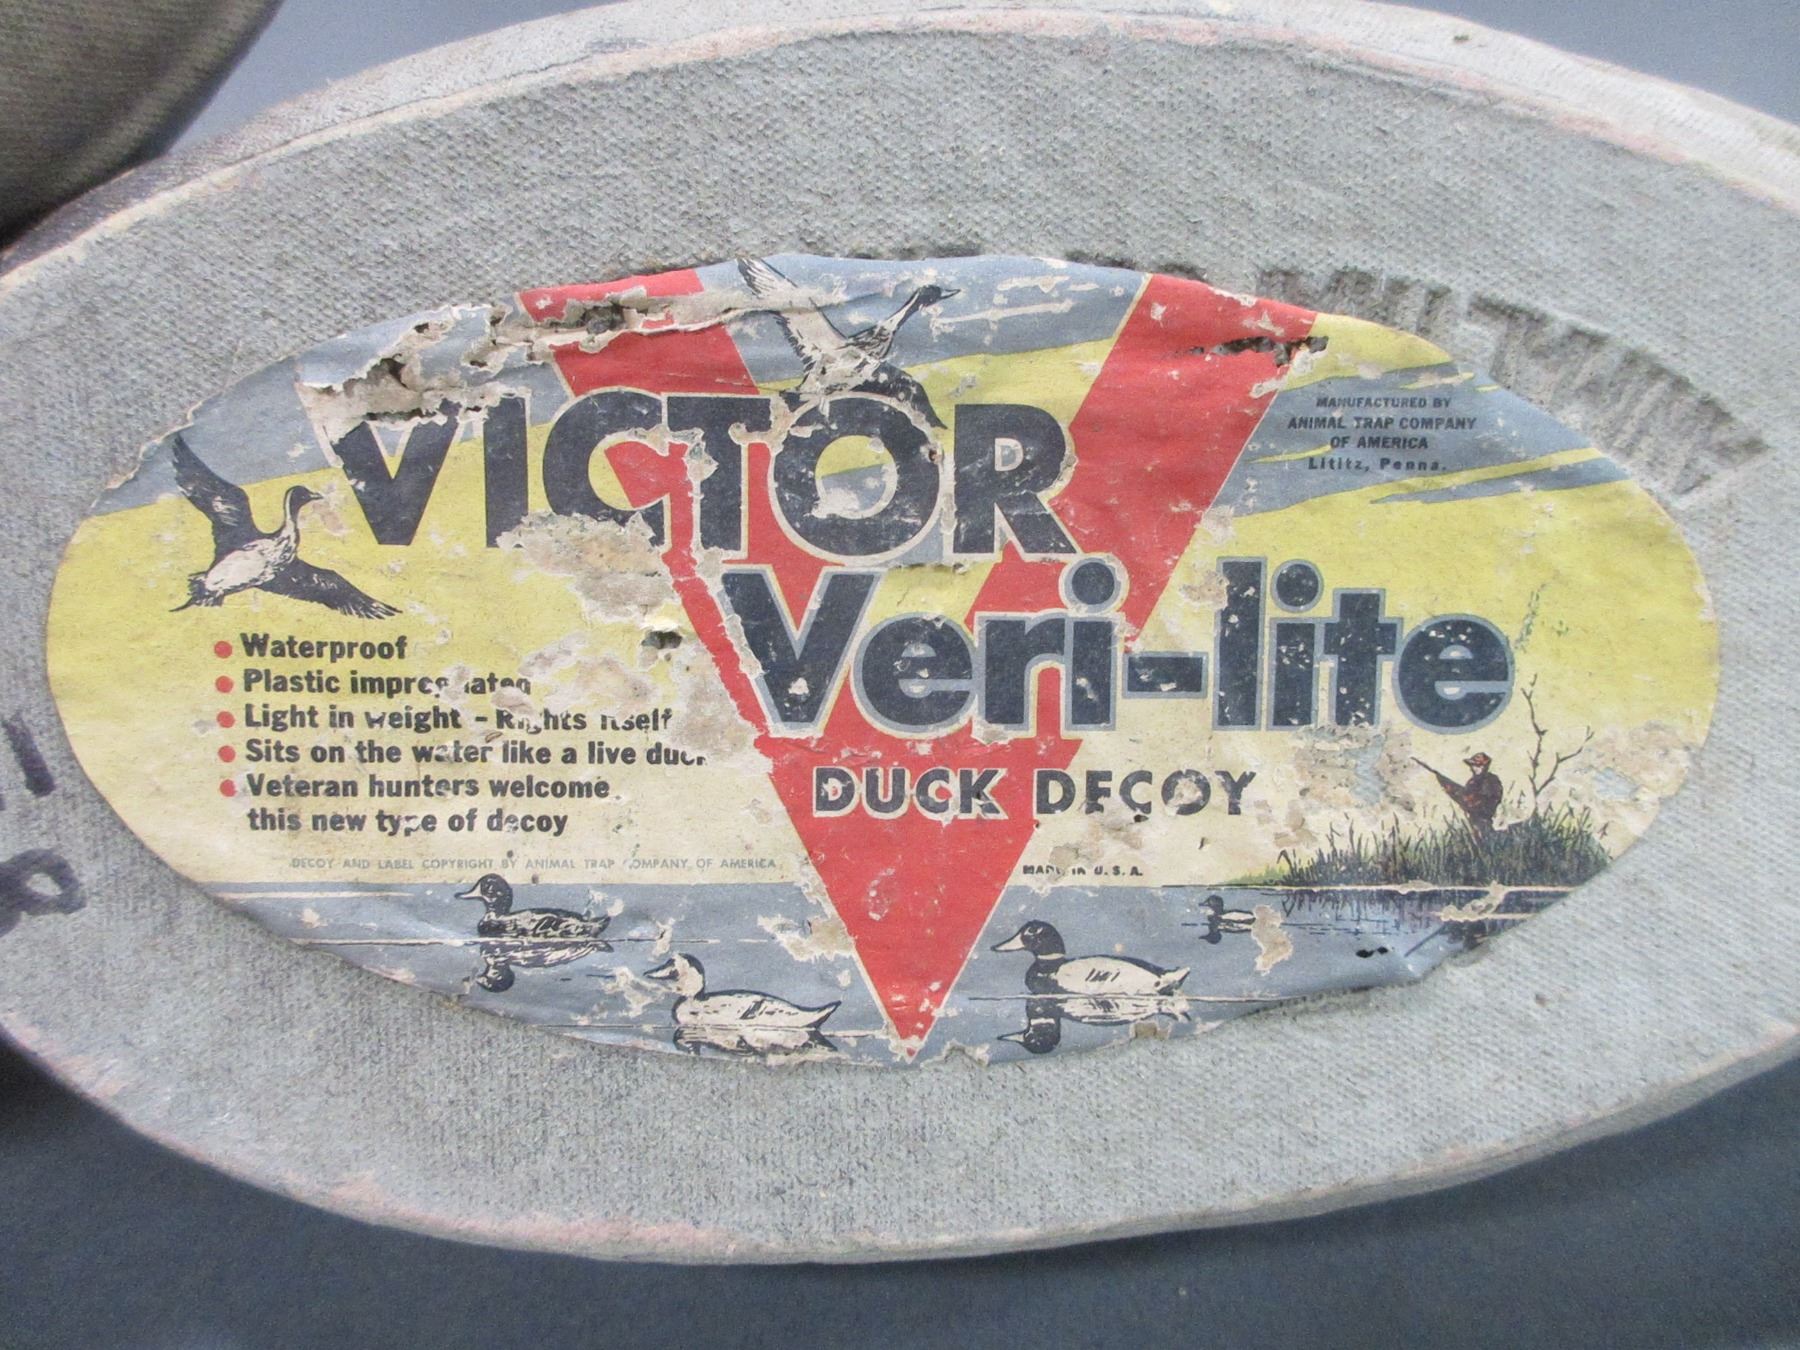 VICTOR
Veri-lite
DUCK DECOY
MANUFACTURED BY
ANIMAL TRAP COMPANY
OF AMERICA
Lititz, Penna.
Waterproof
Plastic impregnated
Light in weight - Rights itself
Sits on the water like a live duck
Veteran hunters welcome
this new type of decoy
DECOY AND LABEL COPYRIGHT BY ANIMAL TRAP COMPANY OF AMERICA
MADE IN U.S.A.